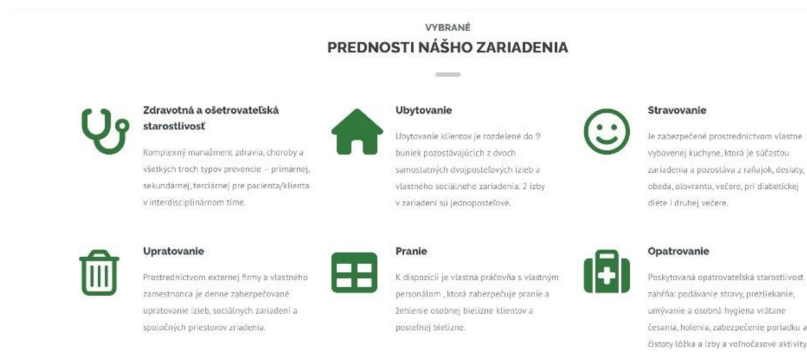 VYBRANÉ
PREDNOSTI NÁŠHO ZARIADENIA
Zdravotná a ošetrovateľská
starostlivosť
Komplexný manažment zdravia, choroby a
všetkých troch typov prevencie – primárnej,
sekundárnej, terciárnej pre pacienta/klienta
v interdisciplinárnom tíme.
Ubytovanie
Ubytovanie klientov je rozdelené do 9
buniek pozostávajúcich z dvoch
samostatných dvojposteľových izieb a
vlastného sociálneho zariadenia. 2 izby
v zariadení sú jednoposteľové.
Stravovanie
Je zabezpečené prostredníctvom vlastne
vybavenej kuchyne, ktorá je súčasťou
zariadenia a pozostáva z raňajok, desiaty,
obeda, olovrantu, večere, pri diabetickej
diéte i druhej večere.
Upratovanie
Prostredníctvom externej firmy a vlastného
zamestnanca je denne zabezpečované
upratovanie izieb, sociálnych zariadení a
spoločných priestorov zriadenia.
Pranie
K dispozícii je vlastná práčovňa s vlastným
personálom , ktorá zabezpečuje pranie a
žehlenie osobnej bielizne klientov a
posteľnej bielizne.
Opatrovanie
Poskytovaná opatrovateľská starostlivosť
zahŕňa: podávanie stravy, prezliekanie,
umývanie a osobná hygiena vrátane
česania, holenia, zabezpečenie poriadku a
čistoty lôžka a izby a voľnočasové aktivity.